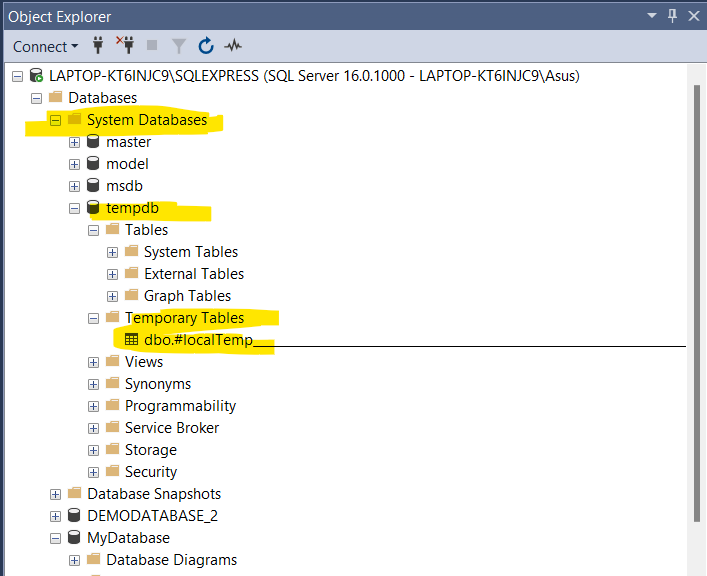 Object Explorer
Connect
LAPTOP-KT6INJC9\SQLEXPRESS (SQL Server 16.0.1000 - LAPTOP-KT6INJC9\Asus)
Databases
System Databases
master
model
msdb
tempdb
Tables
System Tables
External Tables
Graph Tables
Temporary Tables
dbo.#localTemp____________________________________________________________
Views
Synonyms
Programmability
Service Broker
Storage
Security
Database Snapshots
DEMODATABASE_2
MyDatabase
Database Diagrams